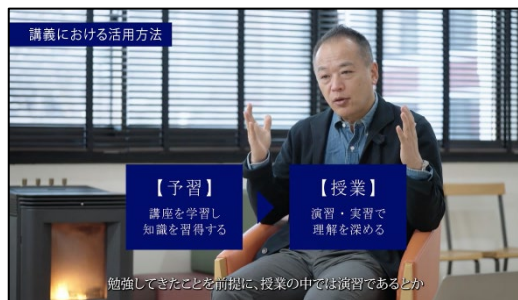 講義における活用方法
【予習】
講座を学習し
知識を習得する
【授業】
演習・実習で
理解を深める
勉強してきたことを前提に、授業の中では演習であるとか